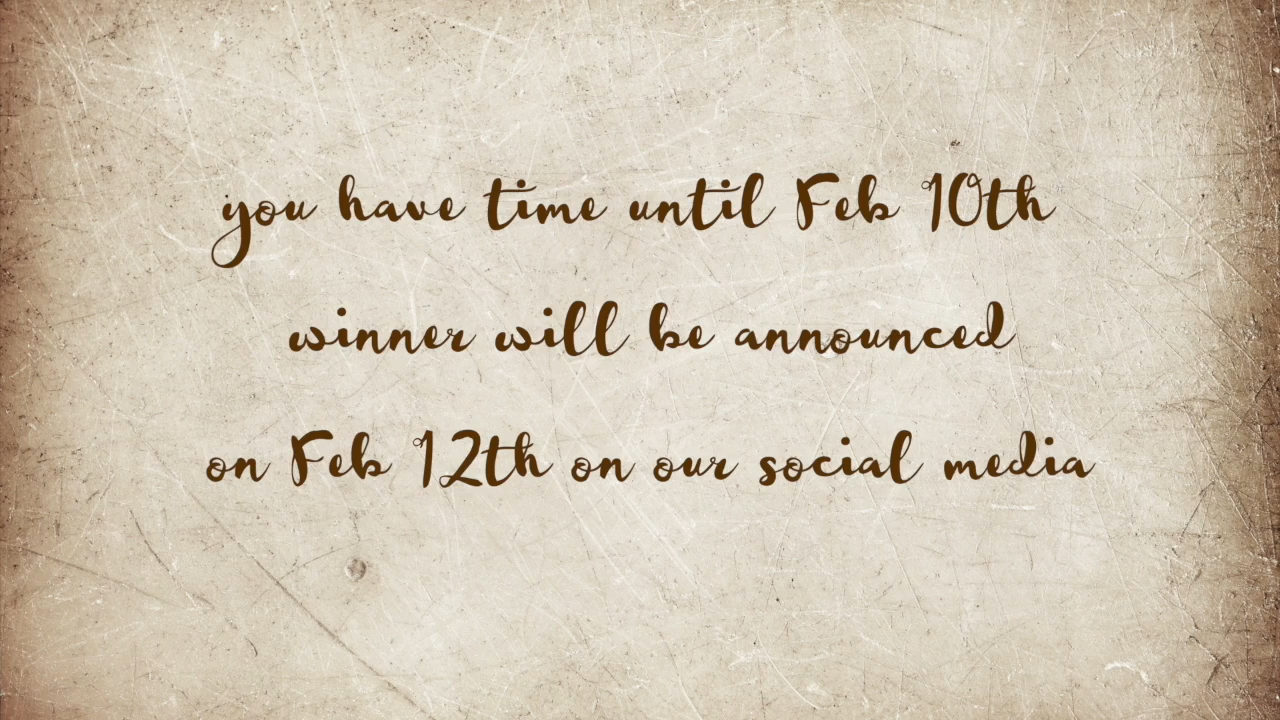 you have time until Feb 10th
winner will be announced
on Feb 12th on our social media